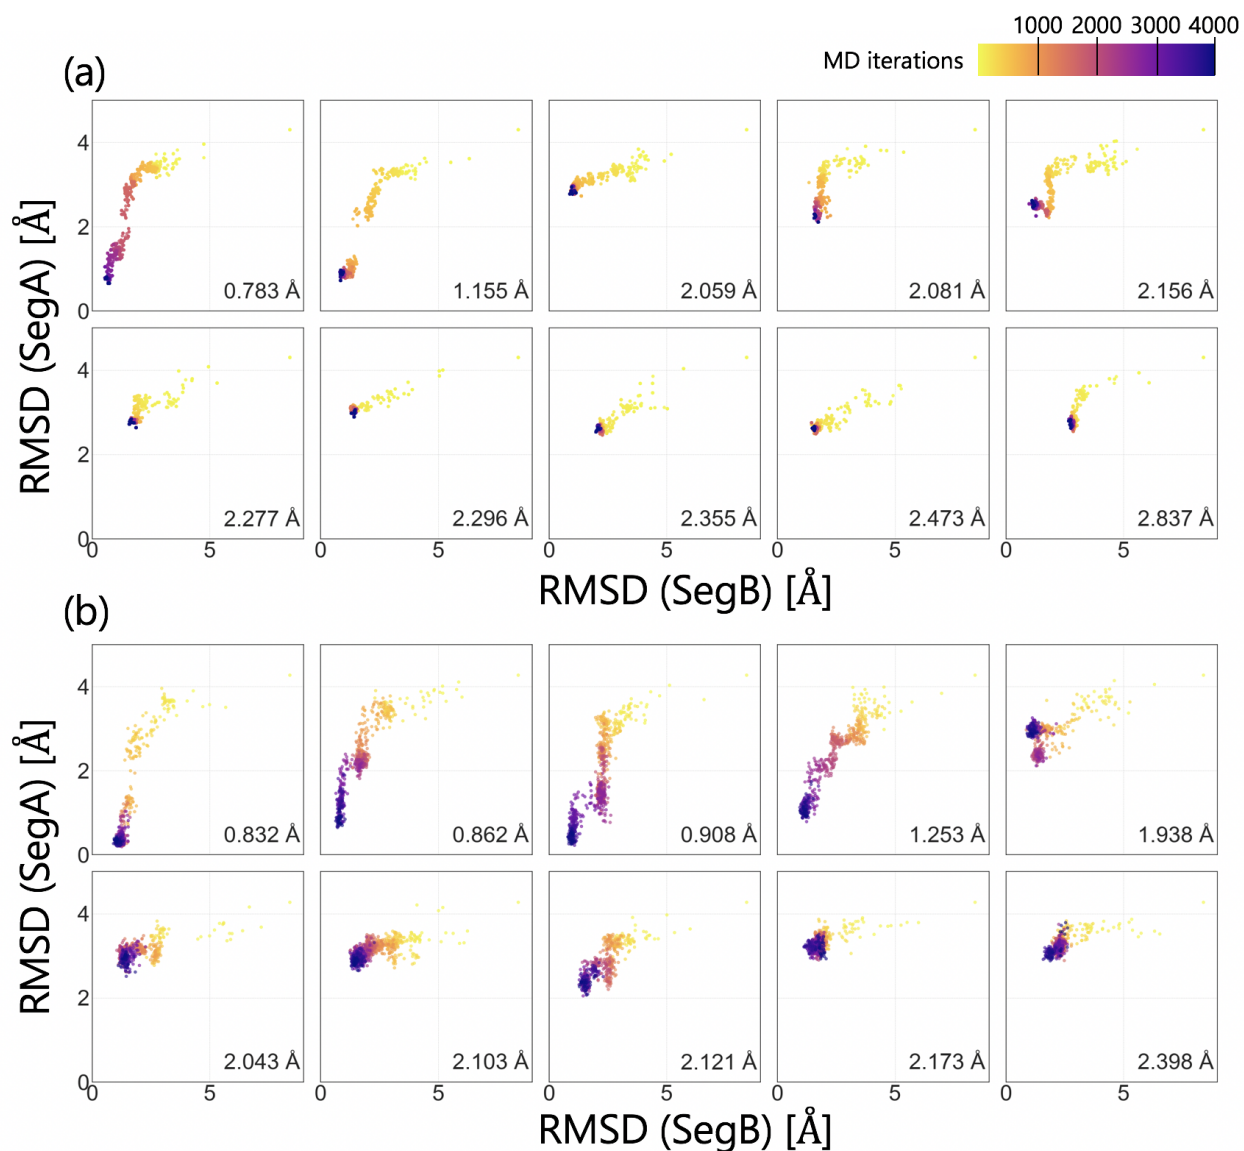 1000 2000 3000 4000
MD iterations
(a)
RMSD (SegA) [Å]
4
2
0
0.783 Å
1.155 Å
2.059 Å
2.081 Å
2.156 Å
4
2
0
2.277 Å
2.296 Å
2.355 Å
2.473 Å
2.837 Å
0 5 0 5 0 5 0 5 0 5
RMSD (SegB) [Å]
(b)
RMSD (SegA) [Å]
4
2
0
0.832 Å
0.862 Å
0.908 Å
1.253 Å
1.938 Å
4
2
0
2.043 Å
2.103 Å
2.121 Å
2.173 Å
2.398 Å
0 5 0 5 0 5 0 5 0 5
RMSD (SegB) [Å]